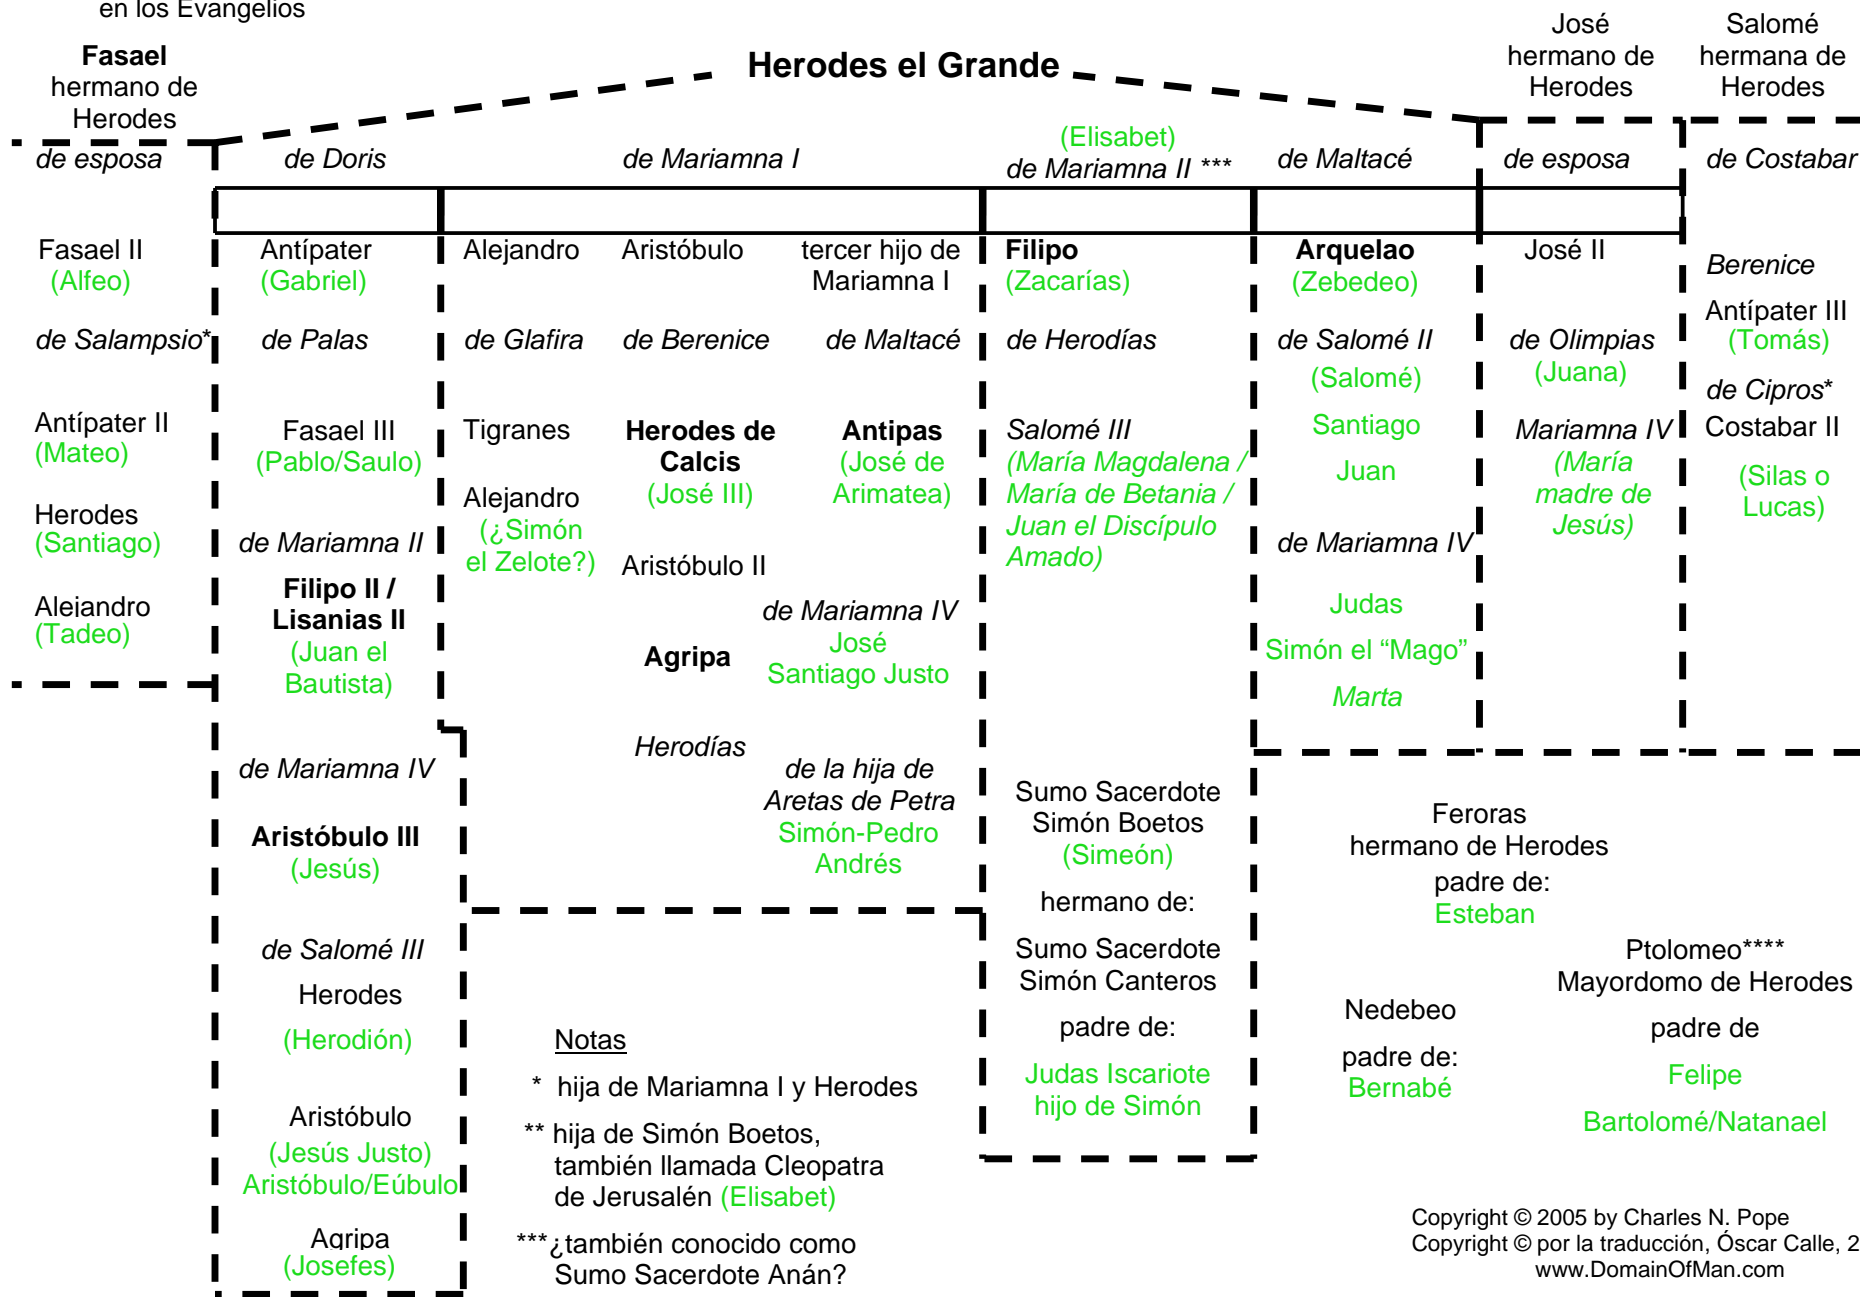 en los Evangelios
Herodes el Grande
Fasael
hermano de
Herodes
José
hermano de
Herodes
Salomé
hermana de
Herodes
de esposa
de Doris
de Mariamna I
(Elisabet)
de Mariamna II ***
de Maltacé
de esposa
de Costabar
Fasael II
(Alfeo)
de Salampsio*
Antípater II
(Mateo)
Herodes
(Santiago)
Alejandro
(Tadeo)
Antípater
(Gabriel)
de Palas
Fasael III
(Pablo/Saulo)
de Mariamna II
Filipo II /
Lisanias II
(Juan el
Bautista)
de Mariamna IV
Aristóbulo III
(Jesús)
de Salomé III
Herodes
(Herodión)
Aristóbulo
(Jesús Justo)
Aristóbulo/Eúbulo
Agripa
(Josefes)
Alejandro
de Glafira
Tigranes
Alejandro
(¿Simón
el Zelote?)
Aristóbulo
de Berenice
Herodes de
Calcis
(José III)
Aristóbulo II
Agripa
Herodías
tercer hijo de
Mariamna I
de Maltacé
Antipas
(José de
Arimatea)
de Mariamna IV
José
Santiago Justo
de la hija de
Aretas de Petra
Simón-Pedro
Andrés
Filipo
(Zacarías)
de Herodías
Salomé III
(María Magdalena /
María de Betania /
Juan el Discípulo
Amado)
Sumo Sacerdote
Simón Boetos
(Simeón)
hermano de:
Sumo Sacerdote
Simón Canteros
padre de:
Judas Iscariote
hijo de Simón
Arquelao
(Zebedeo)
de Salomé II
(Salomé)
Santiago
Juan
de Mariamna IV
Judas
Simón el “Mago”
Marta
José II
de Olimpias
(Juana)
Mariamna IV
(María
madre de
Jesús)
Berenice
Antípater III
(Tomás)
de Cipros*
Costabar II
(Silas o
Lucas)
Feroras
hermano de Herodes
padre de:
Esteban
Nedebeo
padre de:
Bernabé
Ptolomeo****
Mayordomo de Herodes
padre de
Felipe
Bartolomé/Natanael
Notas
* hija de Mariamna I y Herodes
** hija de Simón Boetos,
también llamada Cleopatra
de Jerusalén (Elisabet)
***¿también conocido como
Sumo Sacerdote Anán?
Copyright © 2005 by Charles N. Pope
Copyright © por la traducción, Óscar Calle, 2
www.DomainOfMan.com